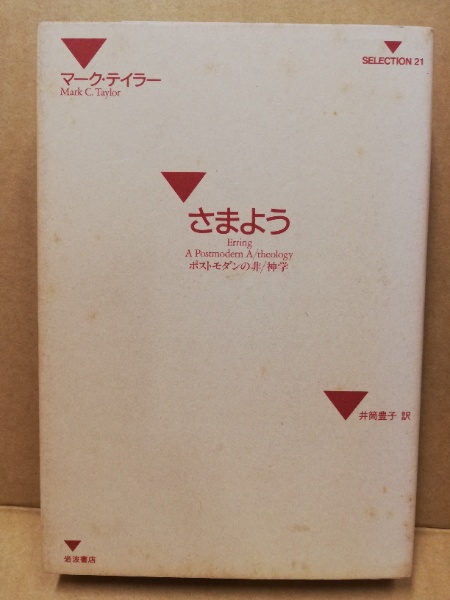 SELECTION 21
マーク・テイラー
Mark C. Taylor
さまよう
Erring
A Postmodern A/theology
ポストモダンの非/神学
井筒豊子 訳
岩波書店